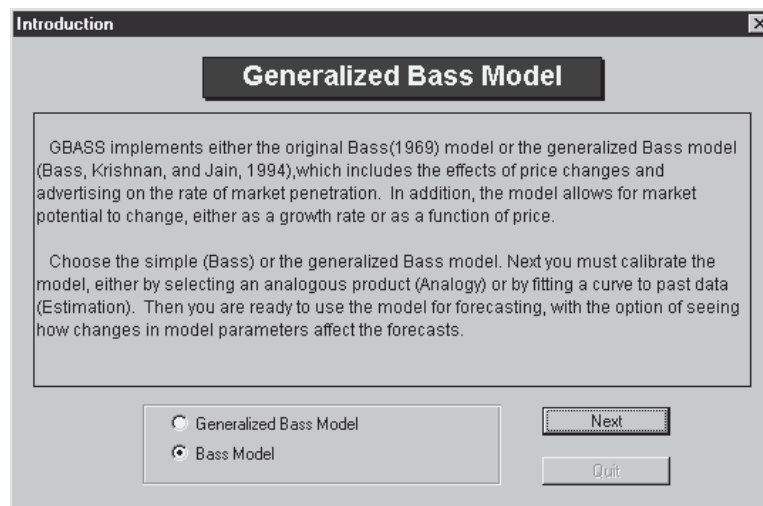 Introduction
Generalized Bass Model
GBASS implements either the original Bass(1969) model or the generalized Bass model
(Bass, Krishnan, and Jain, 1994),which includes the effects of price changes and
advertising on the rate of market penetration. In addition, the model allows for market
potential to change, either as a growth rate or as a function of price.
Choose the simple (Bass) or the generalized Bass model. Next you must calibrate the
model, either by selecting an analogous product (Analogy) or by fitting a curve to past data
(Estimation). Then you are ready to use the model for forecasting, with the option of seeing
how changes in model parameters affect the forecasts.
Generalized Bass Model
Next
Bass Model
Quit